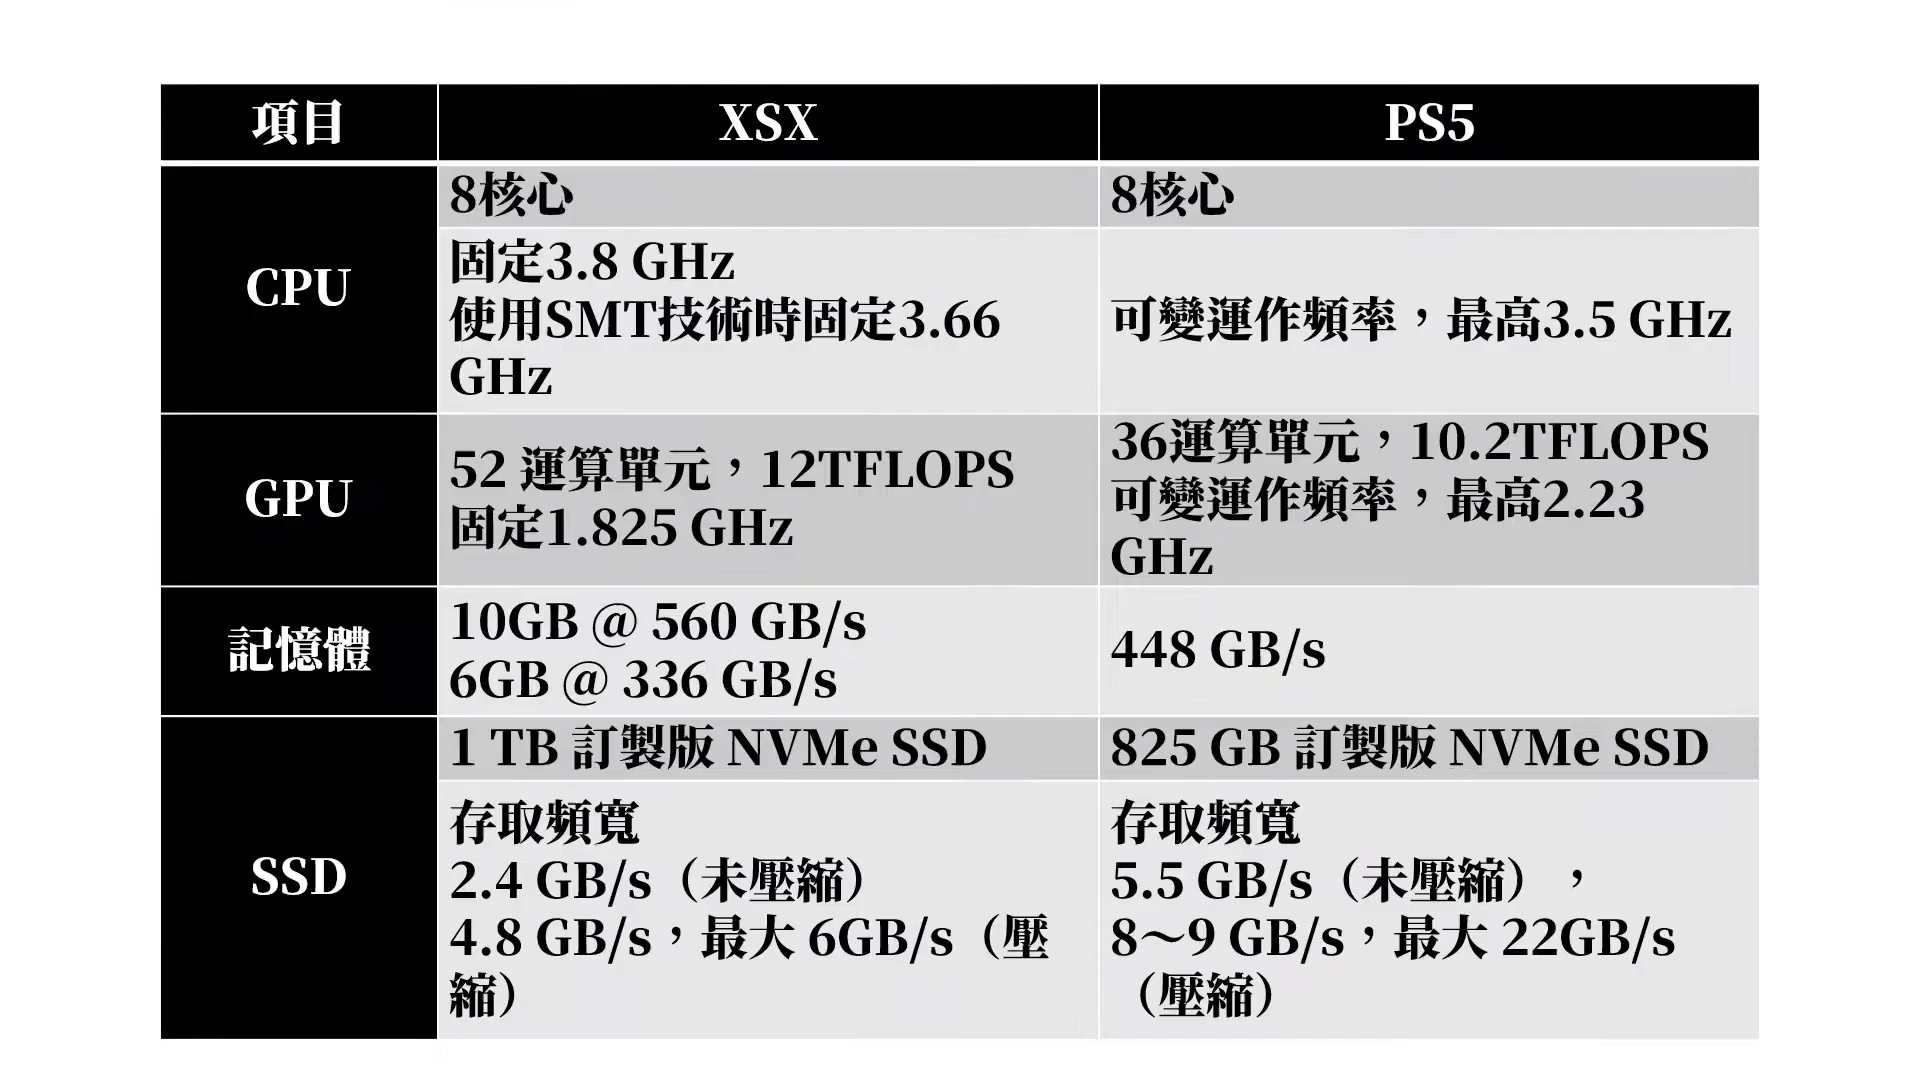 項目 XSX PS5
CPU
8核心
8核心
固定3.8 GHz
使用SMT技術時固定3.66
GHz
可變運作頻率，最高3.5 GHz
GPU
52 運算單元，12TFLOPS
固定1.825 GHz
36運算單元，10.2TFLOPS
可變運作頻率，最高2.23
GHz
記憶體
10GB @ 560 GB/s
6GB @ 336 GB/s
448 GB/s
SSD
1 TB 訂製版 NVMe SSD
825 GB 訂製版 NVMe SSD
存取頻寬
2.4 GB/s（未壓縮）
4.8 GB/s，最大 6GB/s（壓
縮）
存取頻寬
5.5 GB/s（未壓縮），
8～9 GB/s，最大 22GB/s
（壓縮）